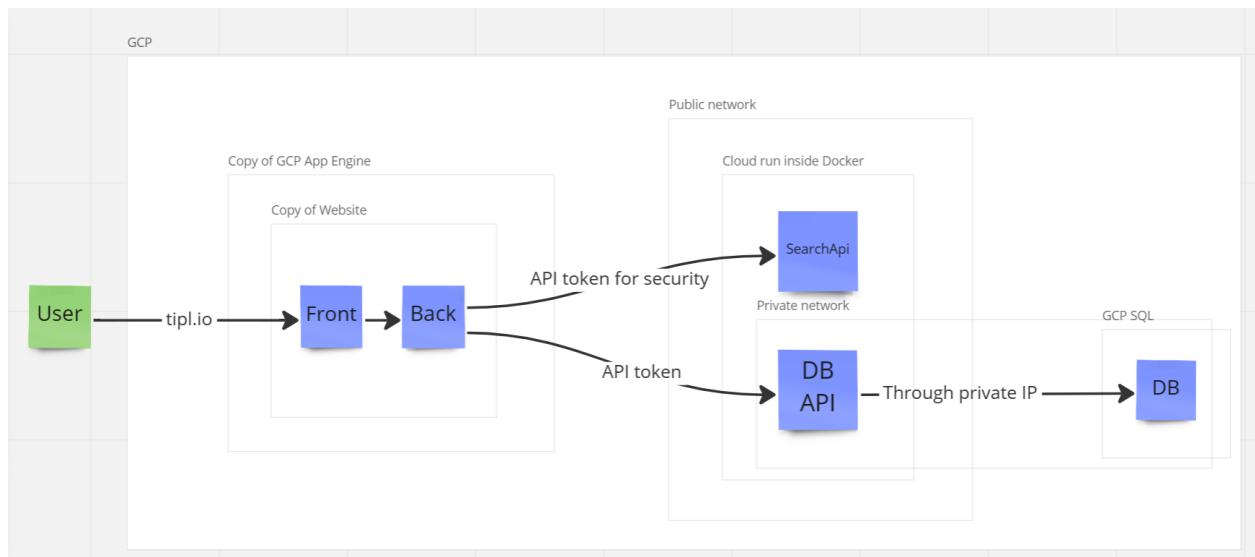 GCP
Public network
Copy of GCP App Engine
Cloud run inside Docker
Copy of Website
SearchApi
API token for security
Private network
GCP SQL
User
tipl.io
Front
Back
API token
DB
API
Through private IP
DB